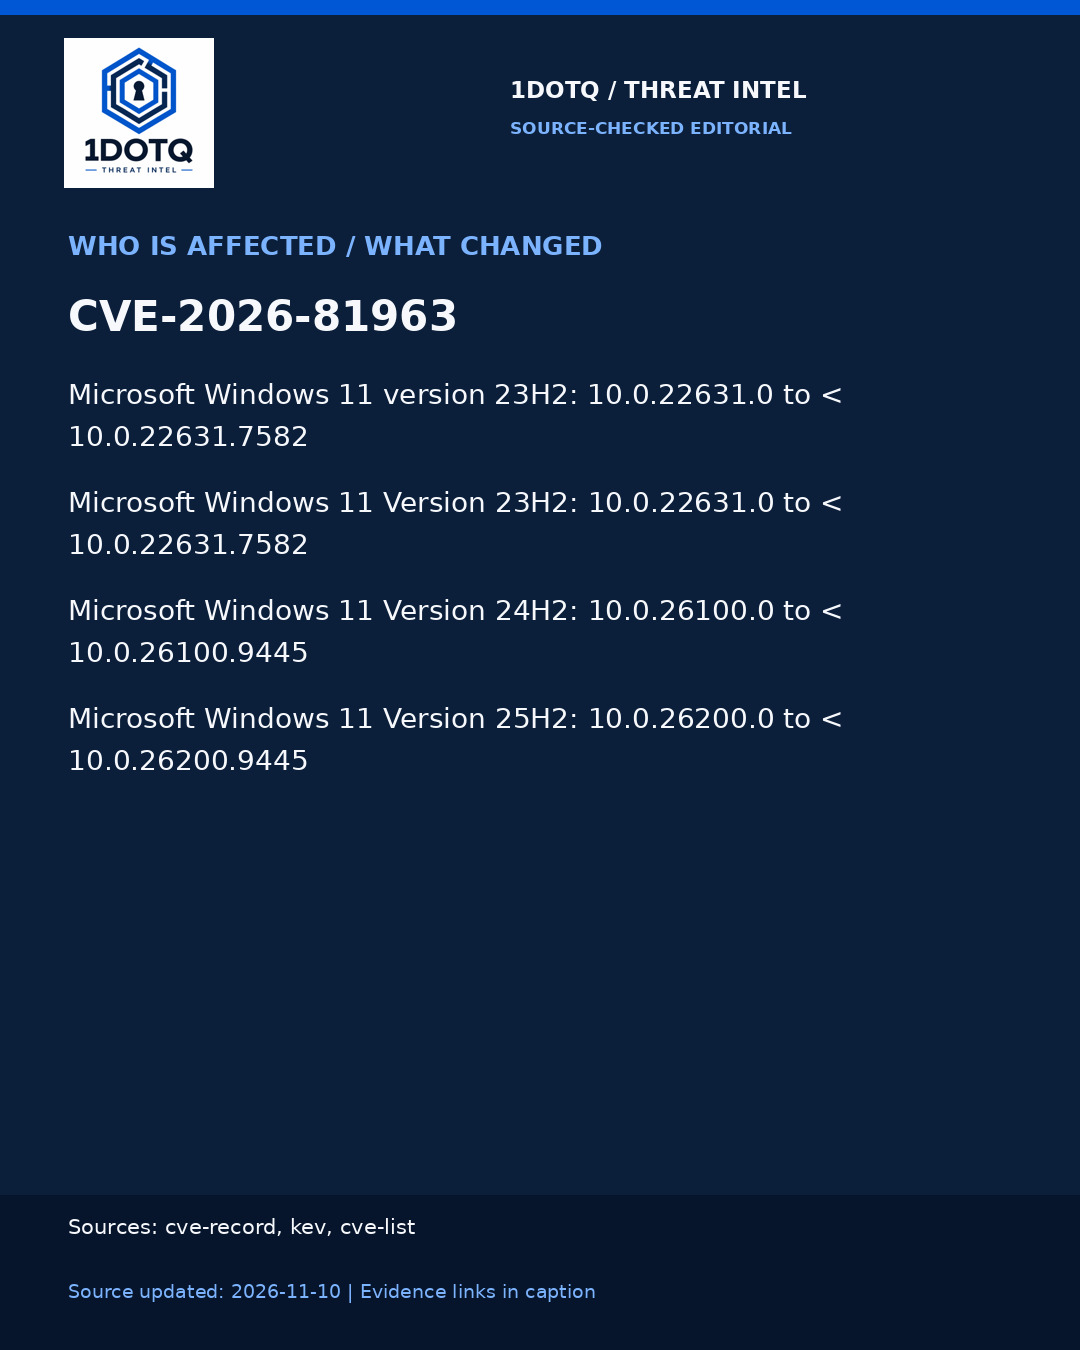 1DOTQ
THREAT INTEL
1DOTQ / THREAT INTEL
SOURCE-CHECKED EDITORIAL
WHO IS AFFECTED / WHAT CHANGED
CVE-2026-81963
Microsoft Windows 11 version 23H2: 10.0.22631.0 to <
10.0.22631.7582
Microsoft Windows 11 Version 23H2: 10.0.22631.0 to <
10.0.22631.7582
Microsoft Windows 11 Version 24H2: 10.0.26100.0 to <
10.0.26100.9445
Microsoft Windows 11 Version 25H2: 10.0.26200.0 to <
10.0.26200.9445
Sources: cve-record, kev, cve-list
Source updated: 2026-11-10 | Evidence links in caption